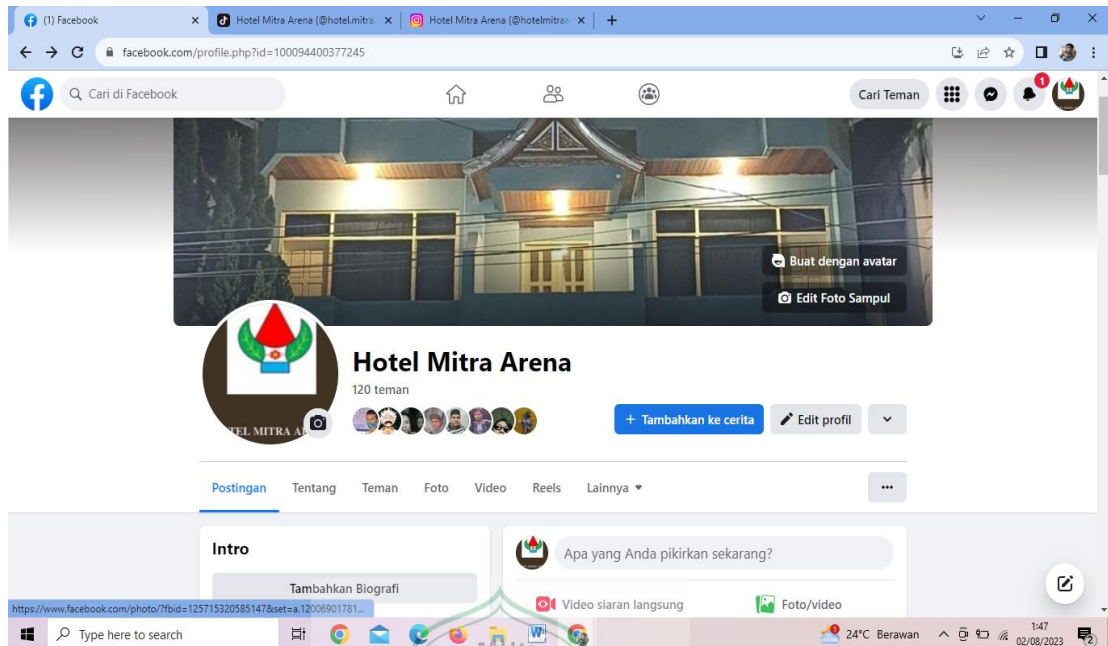 (1) Facebook
Hotel Mitra Arena (@hotel.mitra
Hotel Mitra Arena (@hotelmitraa
facebook.com/profile.php?id=100094400377245
Cari di Facebook
Cari Teman
1
Buat dengan avatar
Edit Foto Sampul
Hotel Mitra Arena
120 teman
+ Tambahkan ke cerita
Edit profil
Postingan Tentang Teman Foto Video Reels Lainnya
Intro
Apa yang Anda pikirkan sekarang?
Tambahkan Biografi
Video siaran langsung
Foto/video
https://www.facebook.com/photo/?fbid=125715320585147&set=a.12006901781...
Type here to search
24°C Berawan
1:47
02/08/2023